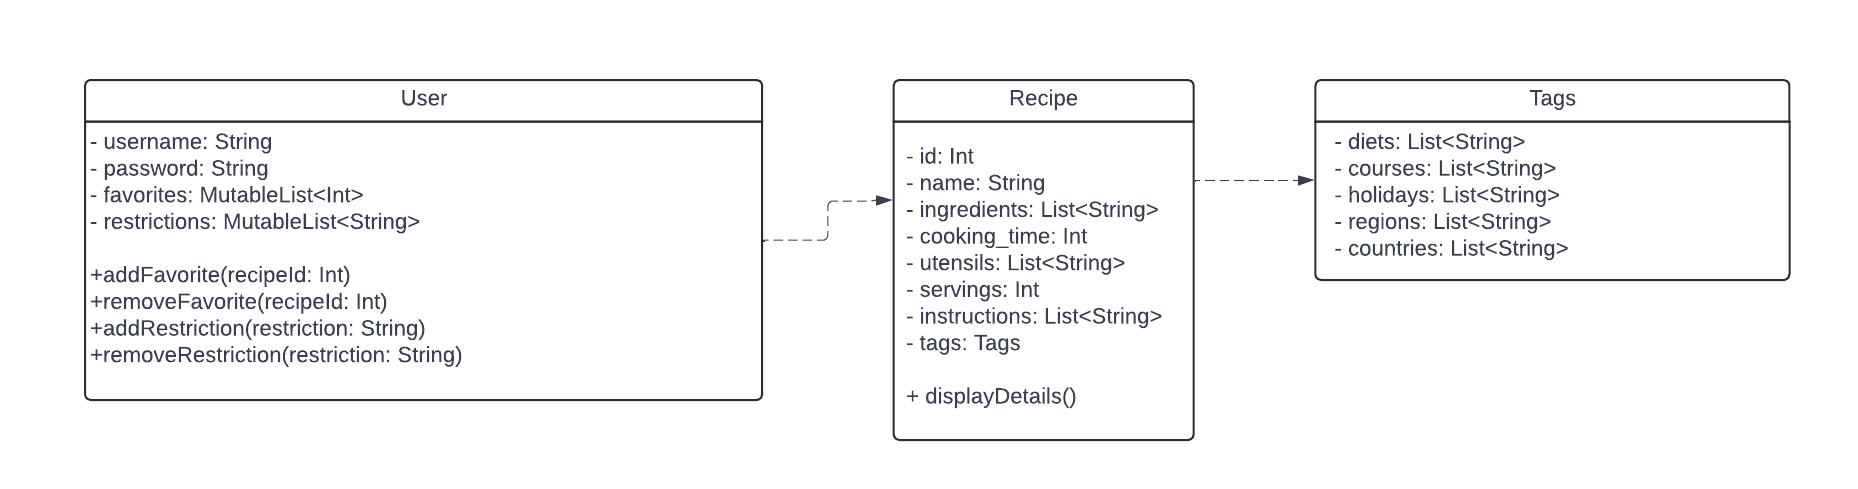 User
- username: String
- password: String
- favorites: MutableList<Int>
- restrictions: MutableList<String>
+addFavorite(recipeId: Int)
+removeFavorite(recipeId: Int)
+addRestriction(restriction: String)
+removeRestriction(restriction: String)
Recipe
- id: Int
- name: String
- ingredients: List<String>
- cooking_time: Int
- utensils: List<String>
- servings: Int
- instructions: List<String>
- tags: Tags
+ displayDetails()
Tags
- diets: List<String>
- courses: List<String>
- holidays: List<String>
- regions: List<String>
- countries: List<String>